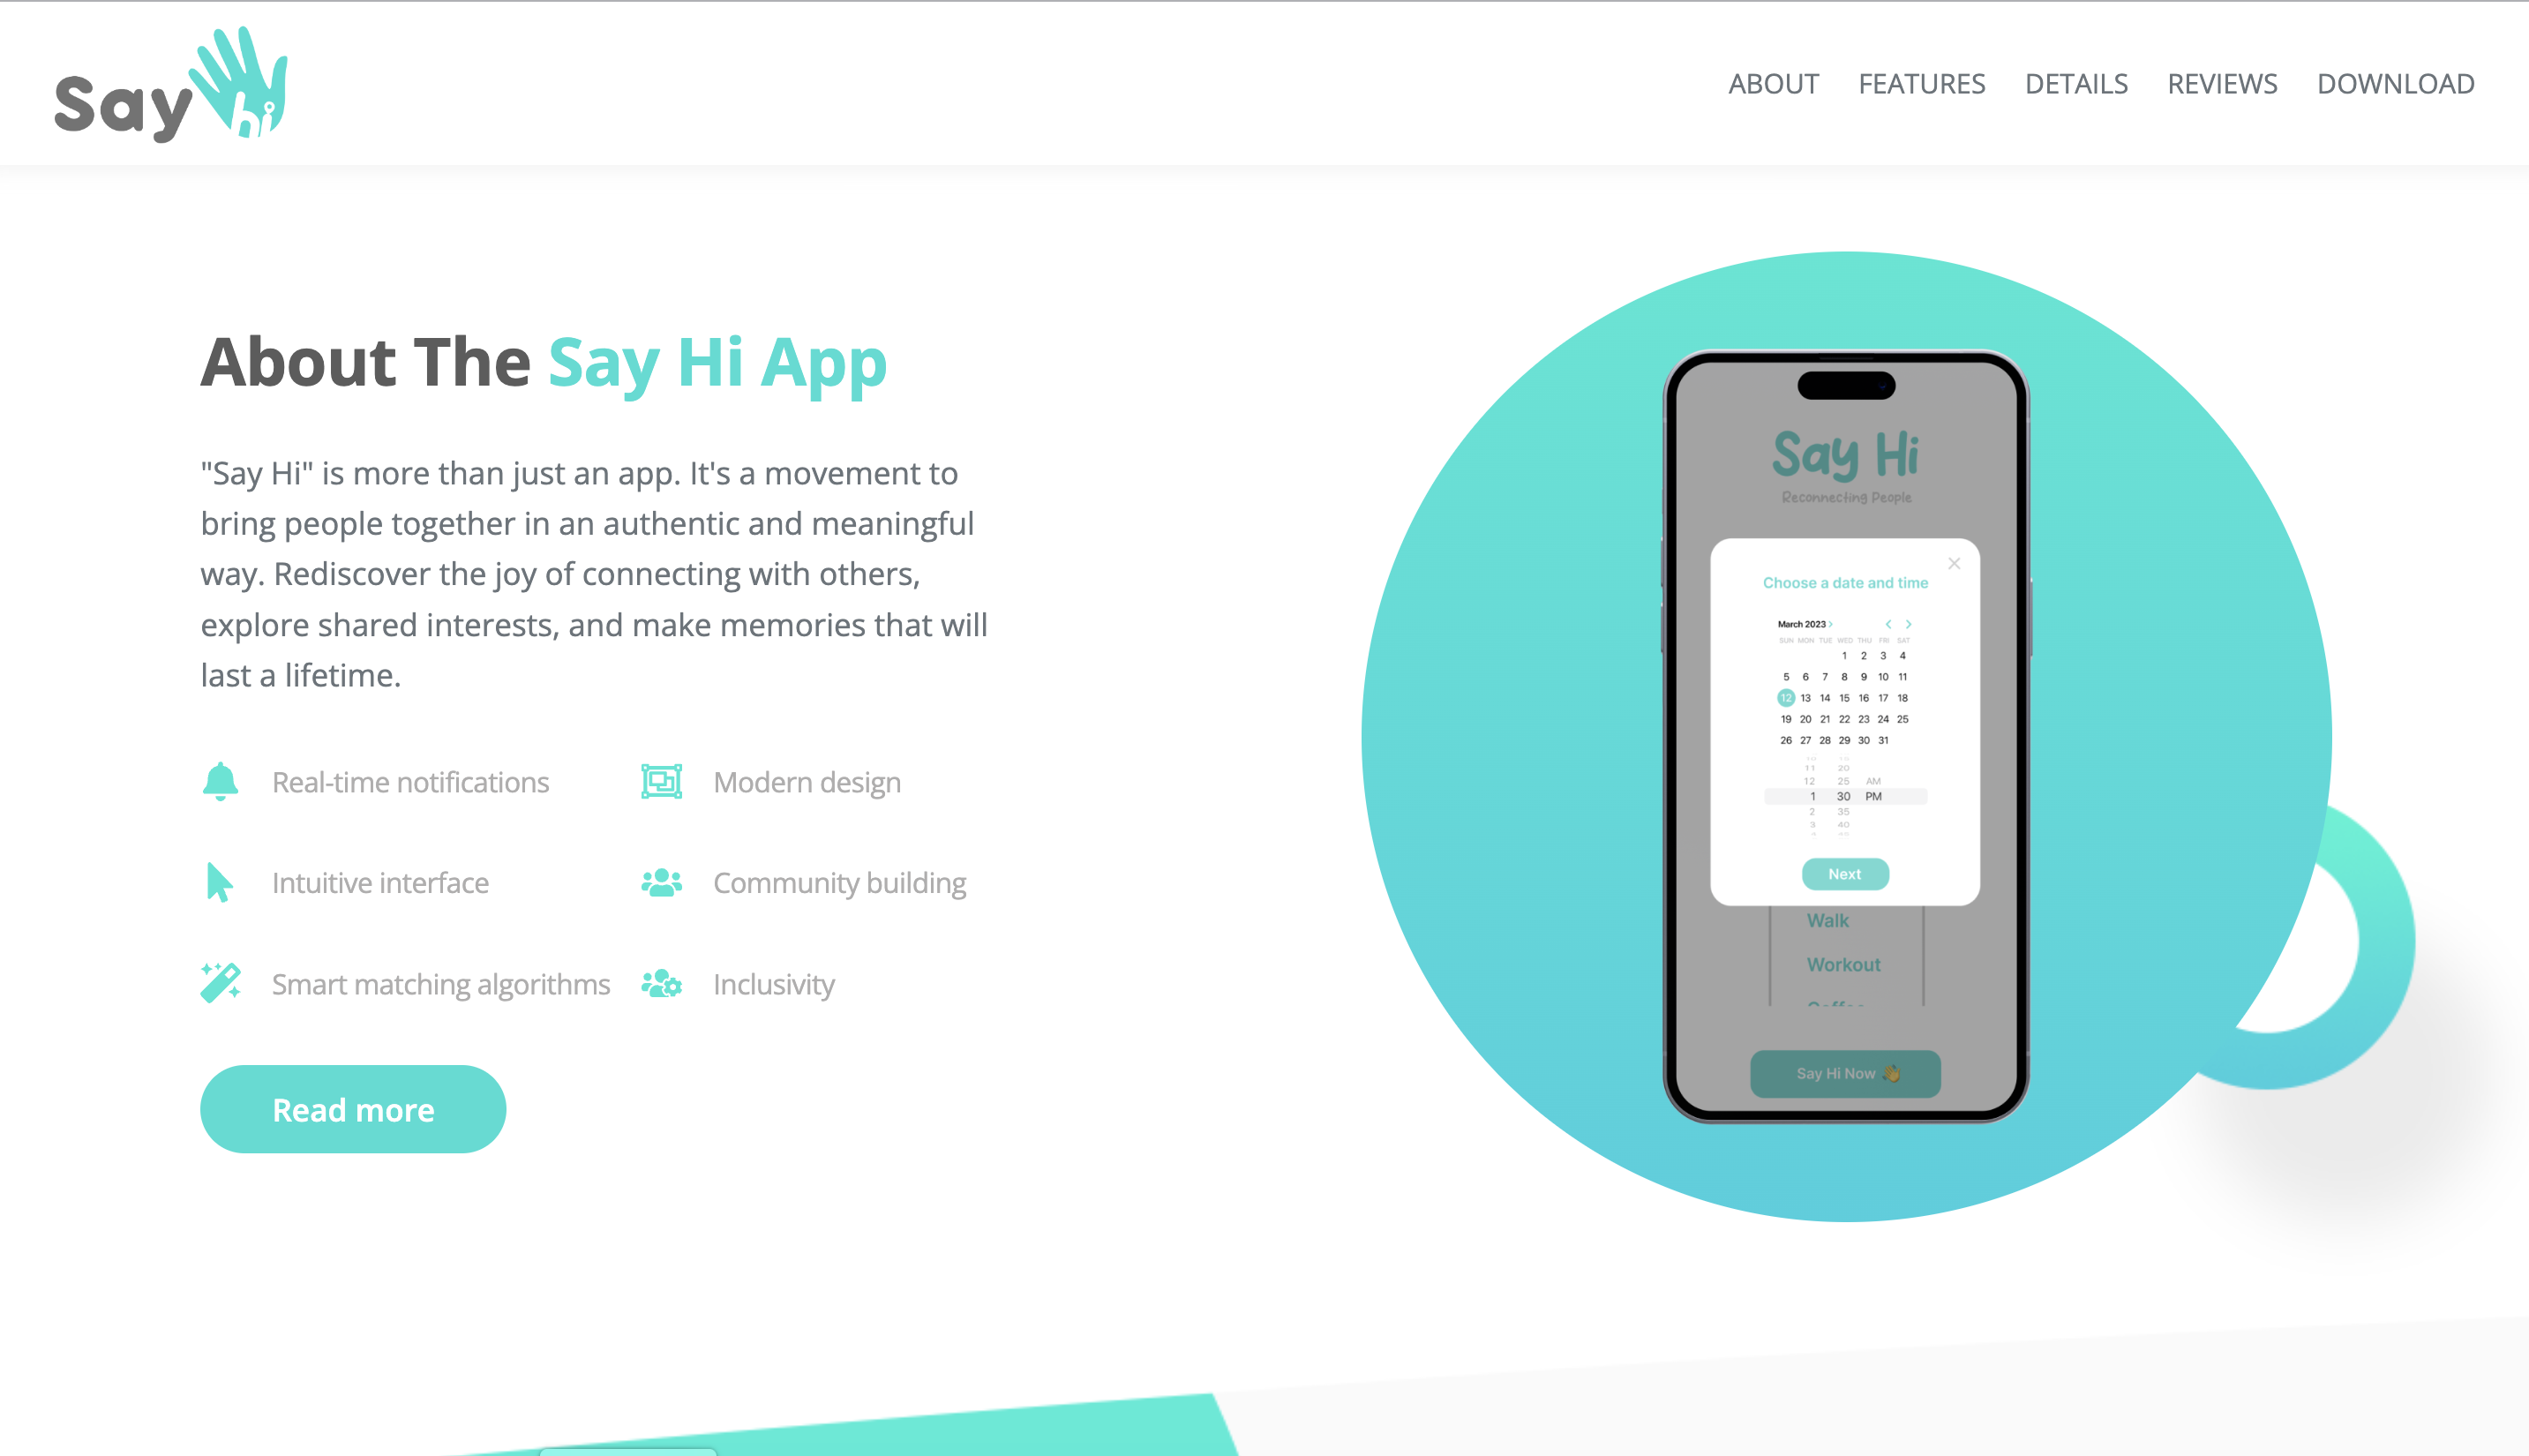 Say hi
ABOUT FEATURES DETAILS REVIEWS DOWNLOAD
About The Say Hi App
"Say Hi" is more than just an app. It's a movement to
bring people together in an authentic and meaningful
way. Rediscover the joy of connecting with others,
explore shared interests, and make memories that will
last a lifetime.
Real-time notifications
Modern design
Intuitive interface
Community building
Smart matching algorithms
Inclusivity
Read more
Say Hi
Reconnecting People
Choose a date and time
March 2023
SUN MON TUE WED THU FRI SAT
1 2 3 4
5 6 7 8 9 10 11
12 13 14 15 16 17 18
19 20 21 22 23 24 25
26 27 28 29 30 31
11 20
12 25 AM
1 30 PM
2 35
3 40
Next
Walk
Workout
Say Hi Now 👋